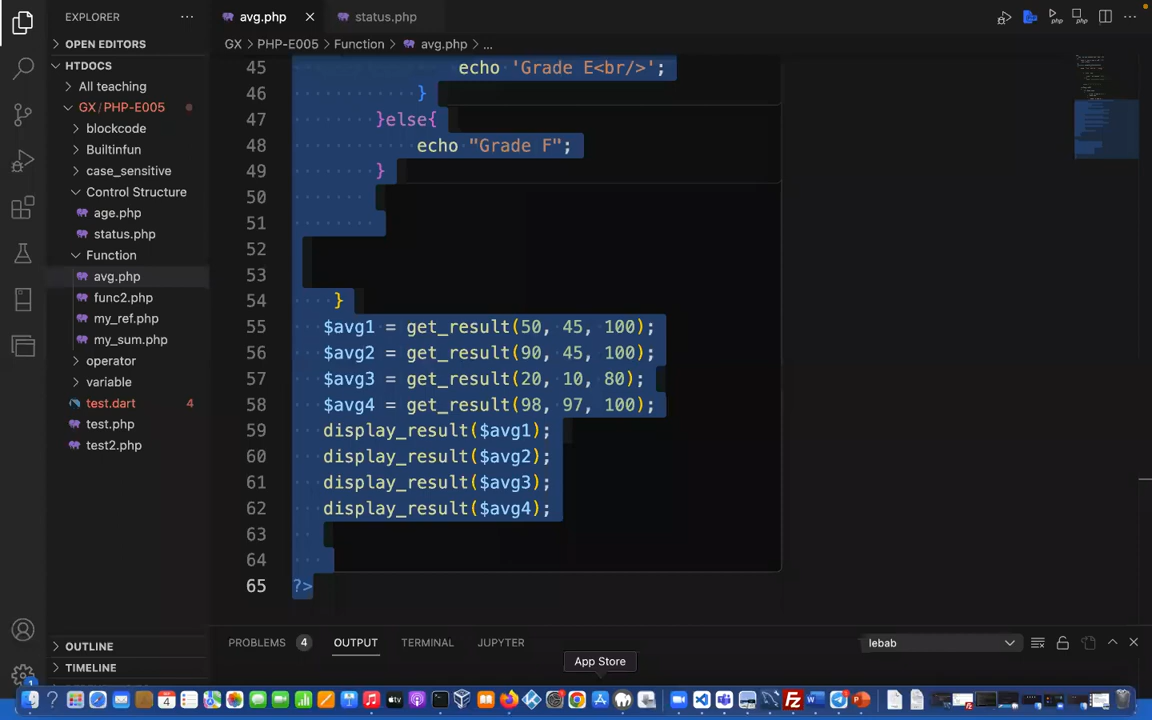 EXPLORER
avg.php
status.php
php
php
OPEN EDITORS
GX > PHP-E005 > Function > avg.php > ...
HTDOCS
All teaching
GX / PHP-E005
blockcode
Builtinfun
case_sensitive
Control Structure
age.php
status.php
Function
avg.php
func2.php
my_ref.php
my_sum.php
operator
variable
test.dart 4
test.php
test2.php
OUTLINE
TIMELINE
45 echo 'Grade E<br/>';
46 }
47 }else{
48 echo "Grade F";
49 }
50
51
52
53
54 }
55 $avg1 = get_result(50, 45, 100);
56 $avg2 = get_result(90, 45, 100);
57 $avg3 = get_result(20, 10, 80);
58 $avg4 = get_result(98, 97, 100);
59 display_result($avg1);
60 display_result($avg2);
61 display_result($avg3);
62 display_result($avg4);
63
64
65 ?>
PROBLEMS 4 OUTPUT TERMINAL JUPYTER
lebab
App Store
1